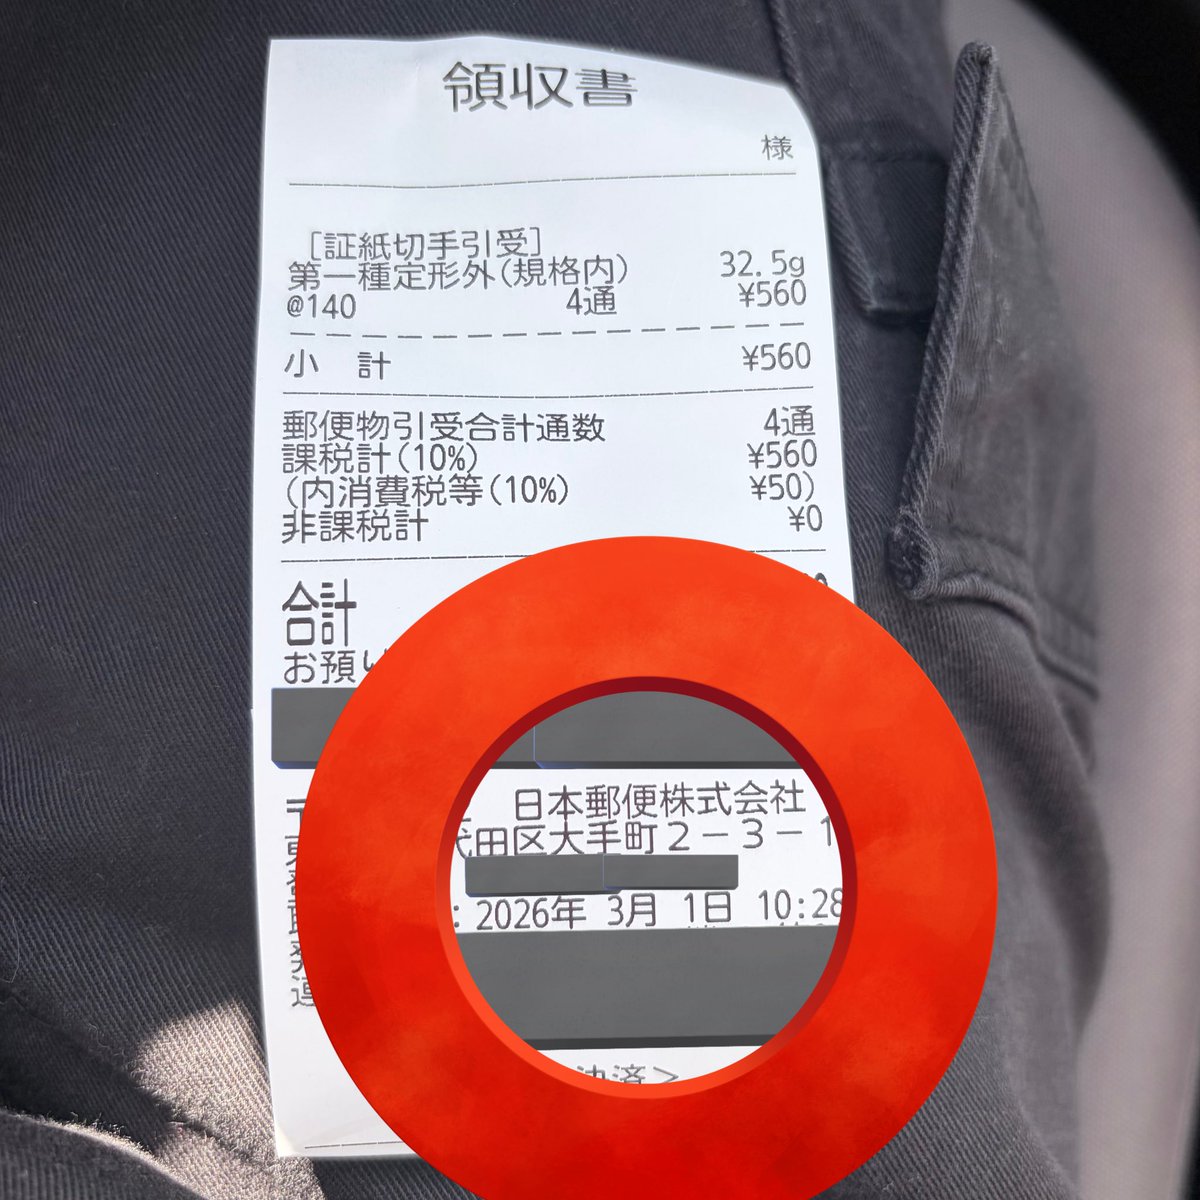 領収書
様
[証紙切手引受]
第一種定形外(規格内) 32.5g
@140 4通 ¥560
小 計 ¥560
郵便物引受合計通数 4通
課税計(10%) ¥560
(内消費税等(10%) ¥50)
非課税計 ¥0
合計
お預り
日本郵便株式会社
代田区大手町2-3-1
: 2026年 3月 1日 10:28
決済>